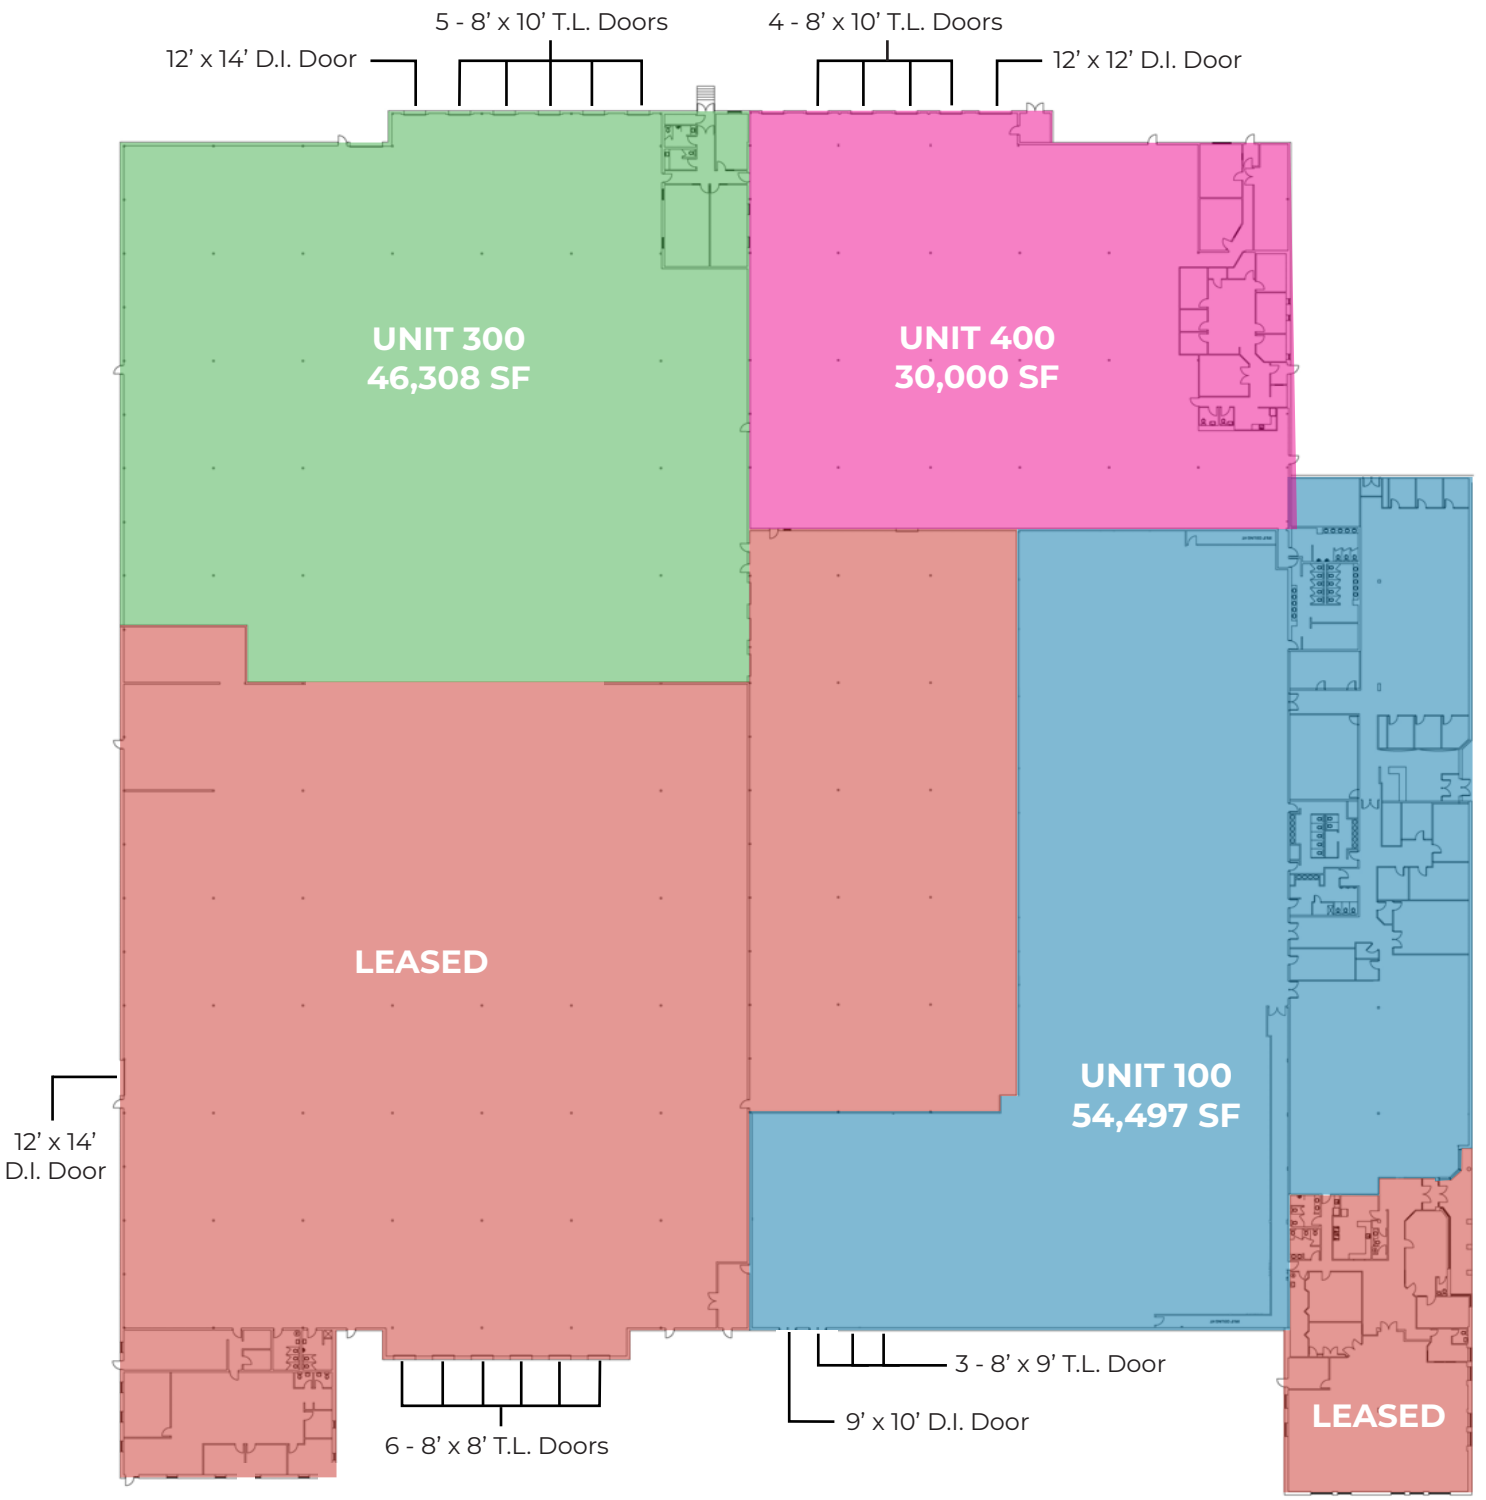 5 - 8’ x 10’ T.L. Doors
4 - 8’ x 10’ T.L. Doors
12’ x 14’ D.I. Door
12’ x 12’ D.I. Door
UNIT 300
46,308 SF
UNIT 400
30,000 SF
LEASED
UNIT 100
54,497 SF
12’ x 14’
D.I. Door
3 - 8’ x 9’ T.L. Door
9’ x 10’ D.I. Door
6 - 8’ x 8’ T.L. Doors
LEASED